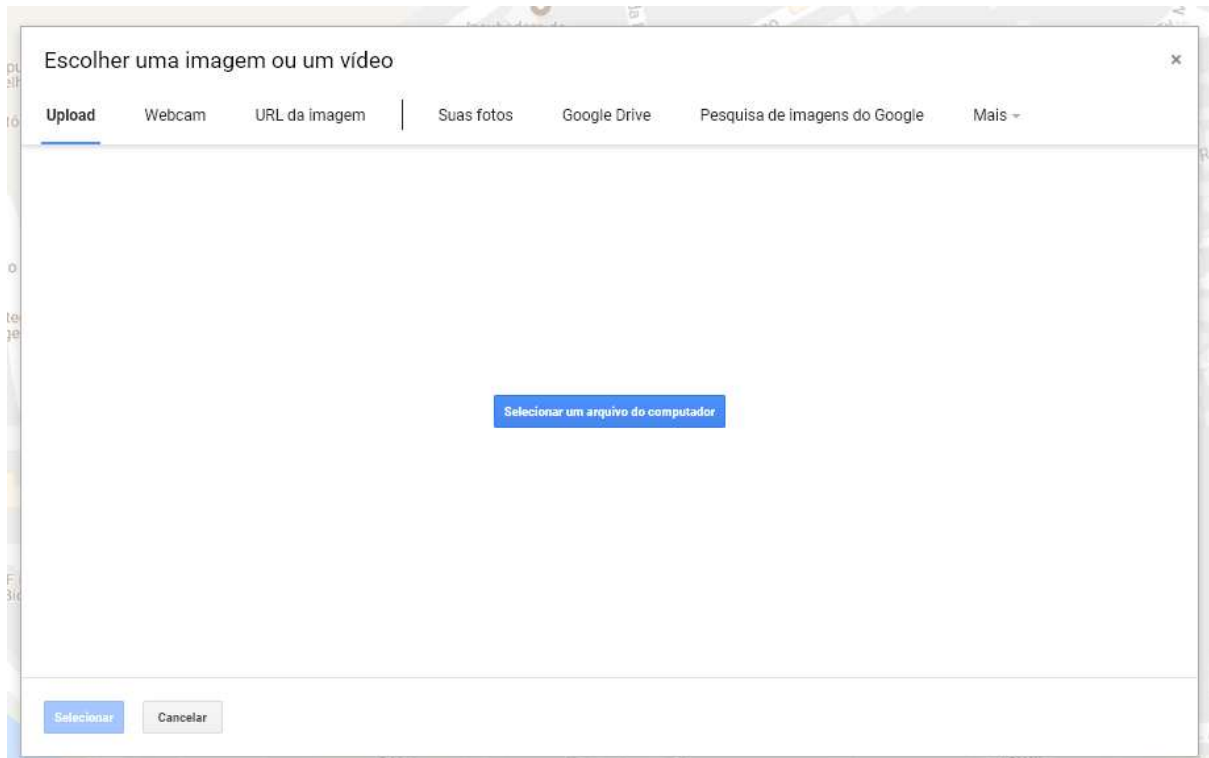 Escolher uma imagem ou um vídeo
×
Upload Webcam URL da imagem Suas fotos Google Drive Pesquisa de imagens do Google Mais
Selecionar um arquivo do computador
Selecionar Cancelar